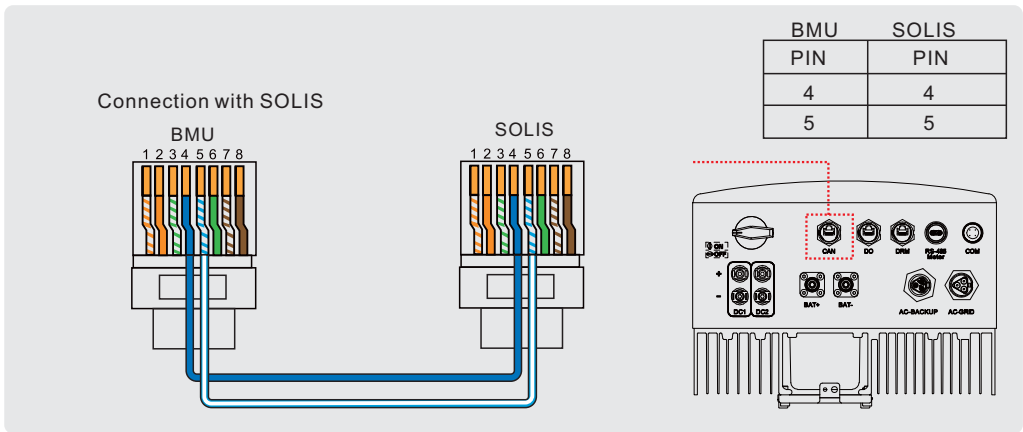 BMU SOLIS
PIN PIN
4 4
5 5
Connection with SOLIS
BMU
1 2 3 4 5 6 7 8
SOLIS
1 2 3 4 5 6 7 8
ON
OFF
CAN
DO
DRM
RS-485
Meter
COM
+
-
DC1
DC2
BAT+
BAT-
AC-BACKUP
AC-GRID